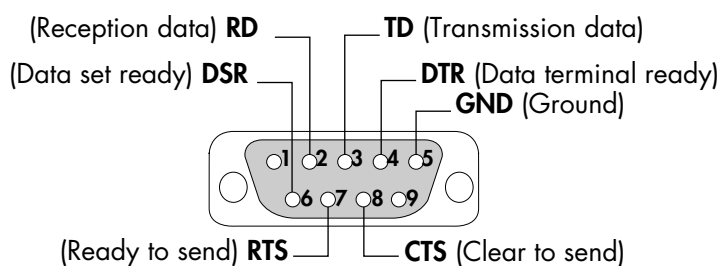 (Reception data) RD
TD (Transmission data)
(Data set ready) DSR
DTR (Data terminal ready)
GND (Ground)
1 2 3 4 5
6 7 8 9
(Ready to send) RTS
CTS (Clear to send)